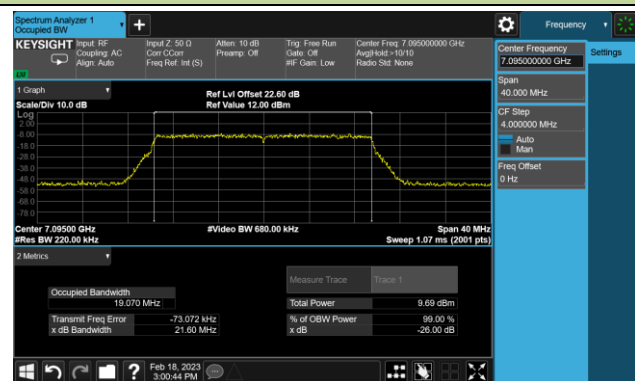 Spectrum Analyzer 1
Occupied BW
+
Frequency
KEYSIGHT
Input: RF
Coupling: AC
Align: Auto
Input Z: 50 Ω
Corr CCorr
Freq Ref: Int (S)
Atten: 10 dB
Preamp: Off
Trig: Free Run
Gate: Off
#IF Gain: Low
Center Freq: 7.095000000 GHz
Avg|Hold:>10/10
Radio Std: None
LXI
Center Frequency
7.095000000 GHz
Settings
Span
40.000 MHz
CF Step
4.000000 MHz
Auto
Man
Freq Offset
0 Hz
1 Graph
Scale/Div 10.0 dB
Ref Lvl Offset 22.60 dB
Ref Value 12.00 dBm
Log
2.00
-8.00
-18.0
-28.0
-38.0
-48.0
-58.0
-68.0
-78.0
Center 7.09500 GHz
#Res BW 220.00 kHz
#Video BW 680.00 kHz
Span 40 MHz
Sweep 1.07 ms (2001 pts)
2 Metrics
Measure Trace
Trace 1
Occupied Bandwidth
19.070 MHz
Total Power
9.69 dBm
Transmit Freq Error
-73.072 kHz
% of OBW Power
99.00 %
x dB Bandwidth
21.60 MHz
x dB
-26.00 dB
?
Feb 18, 2023
3:00:44 PM